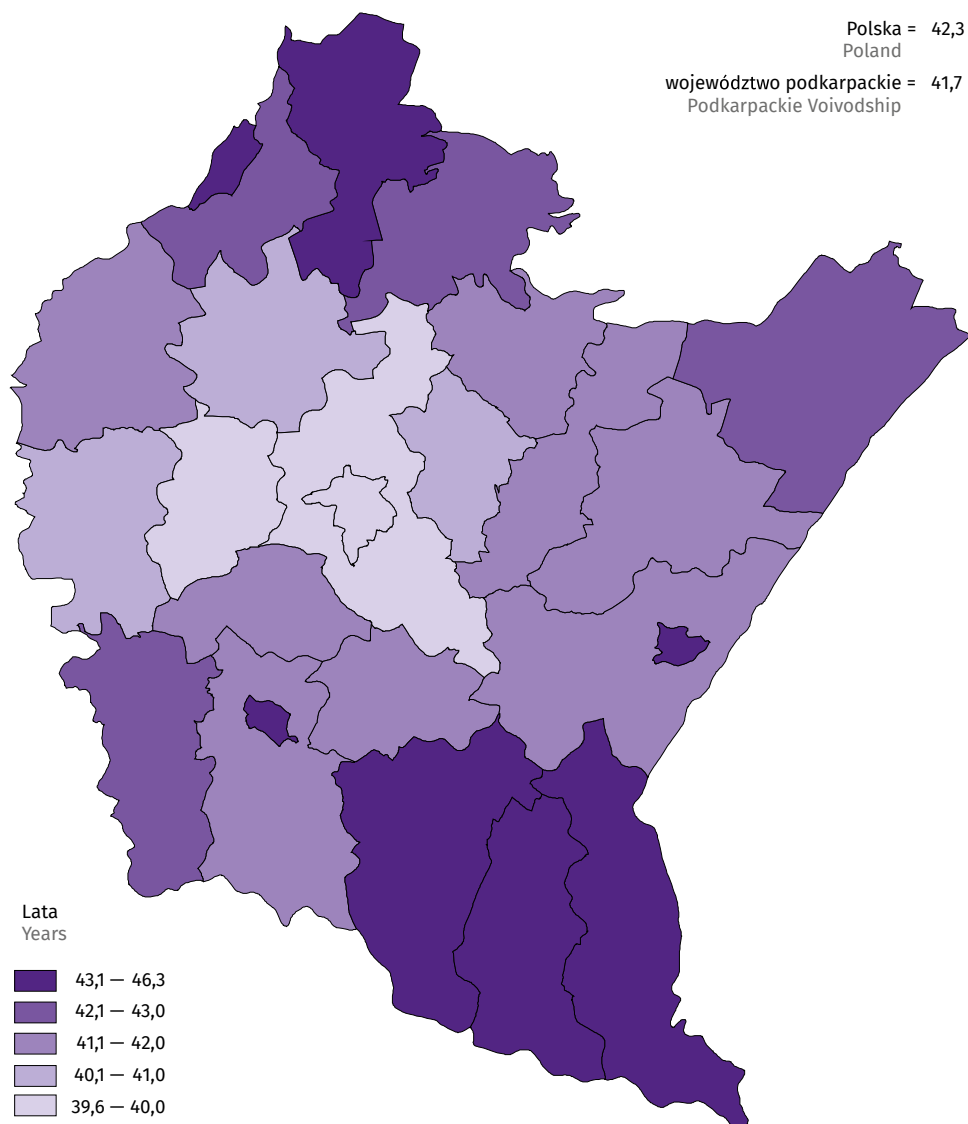 Polska = 42,3
Poland
województwo podkarpackie = 41,7
Podkarpackie Voivodship
Lata
Years
43,1 — 46,3
42,1 — 43,0
41,1 — 42,0
40,1 — 41,0
39,6 — 40,0